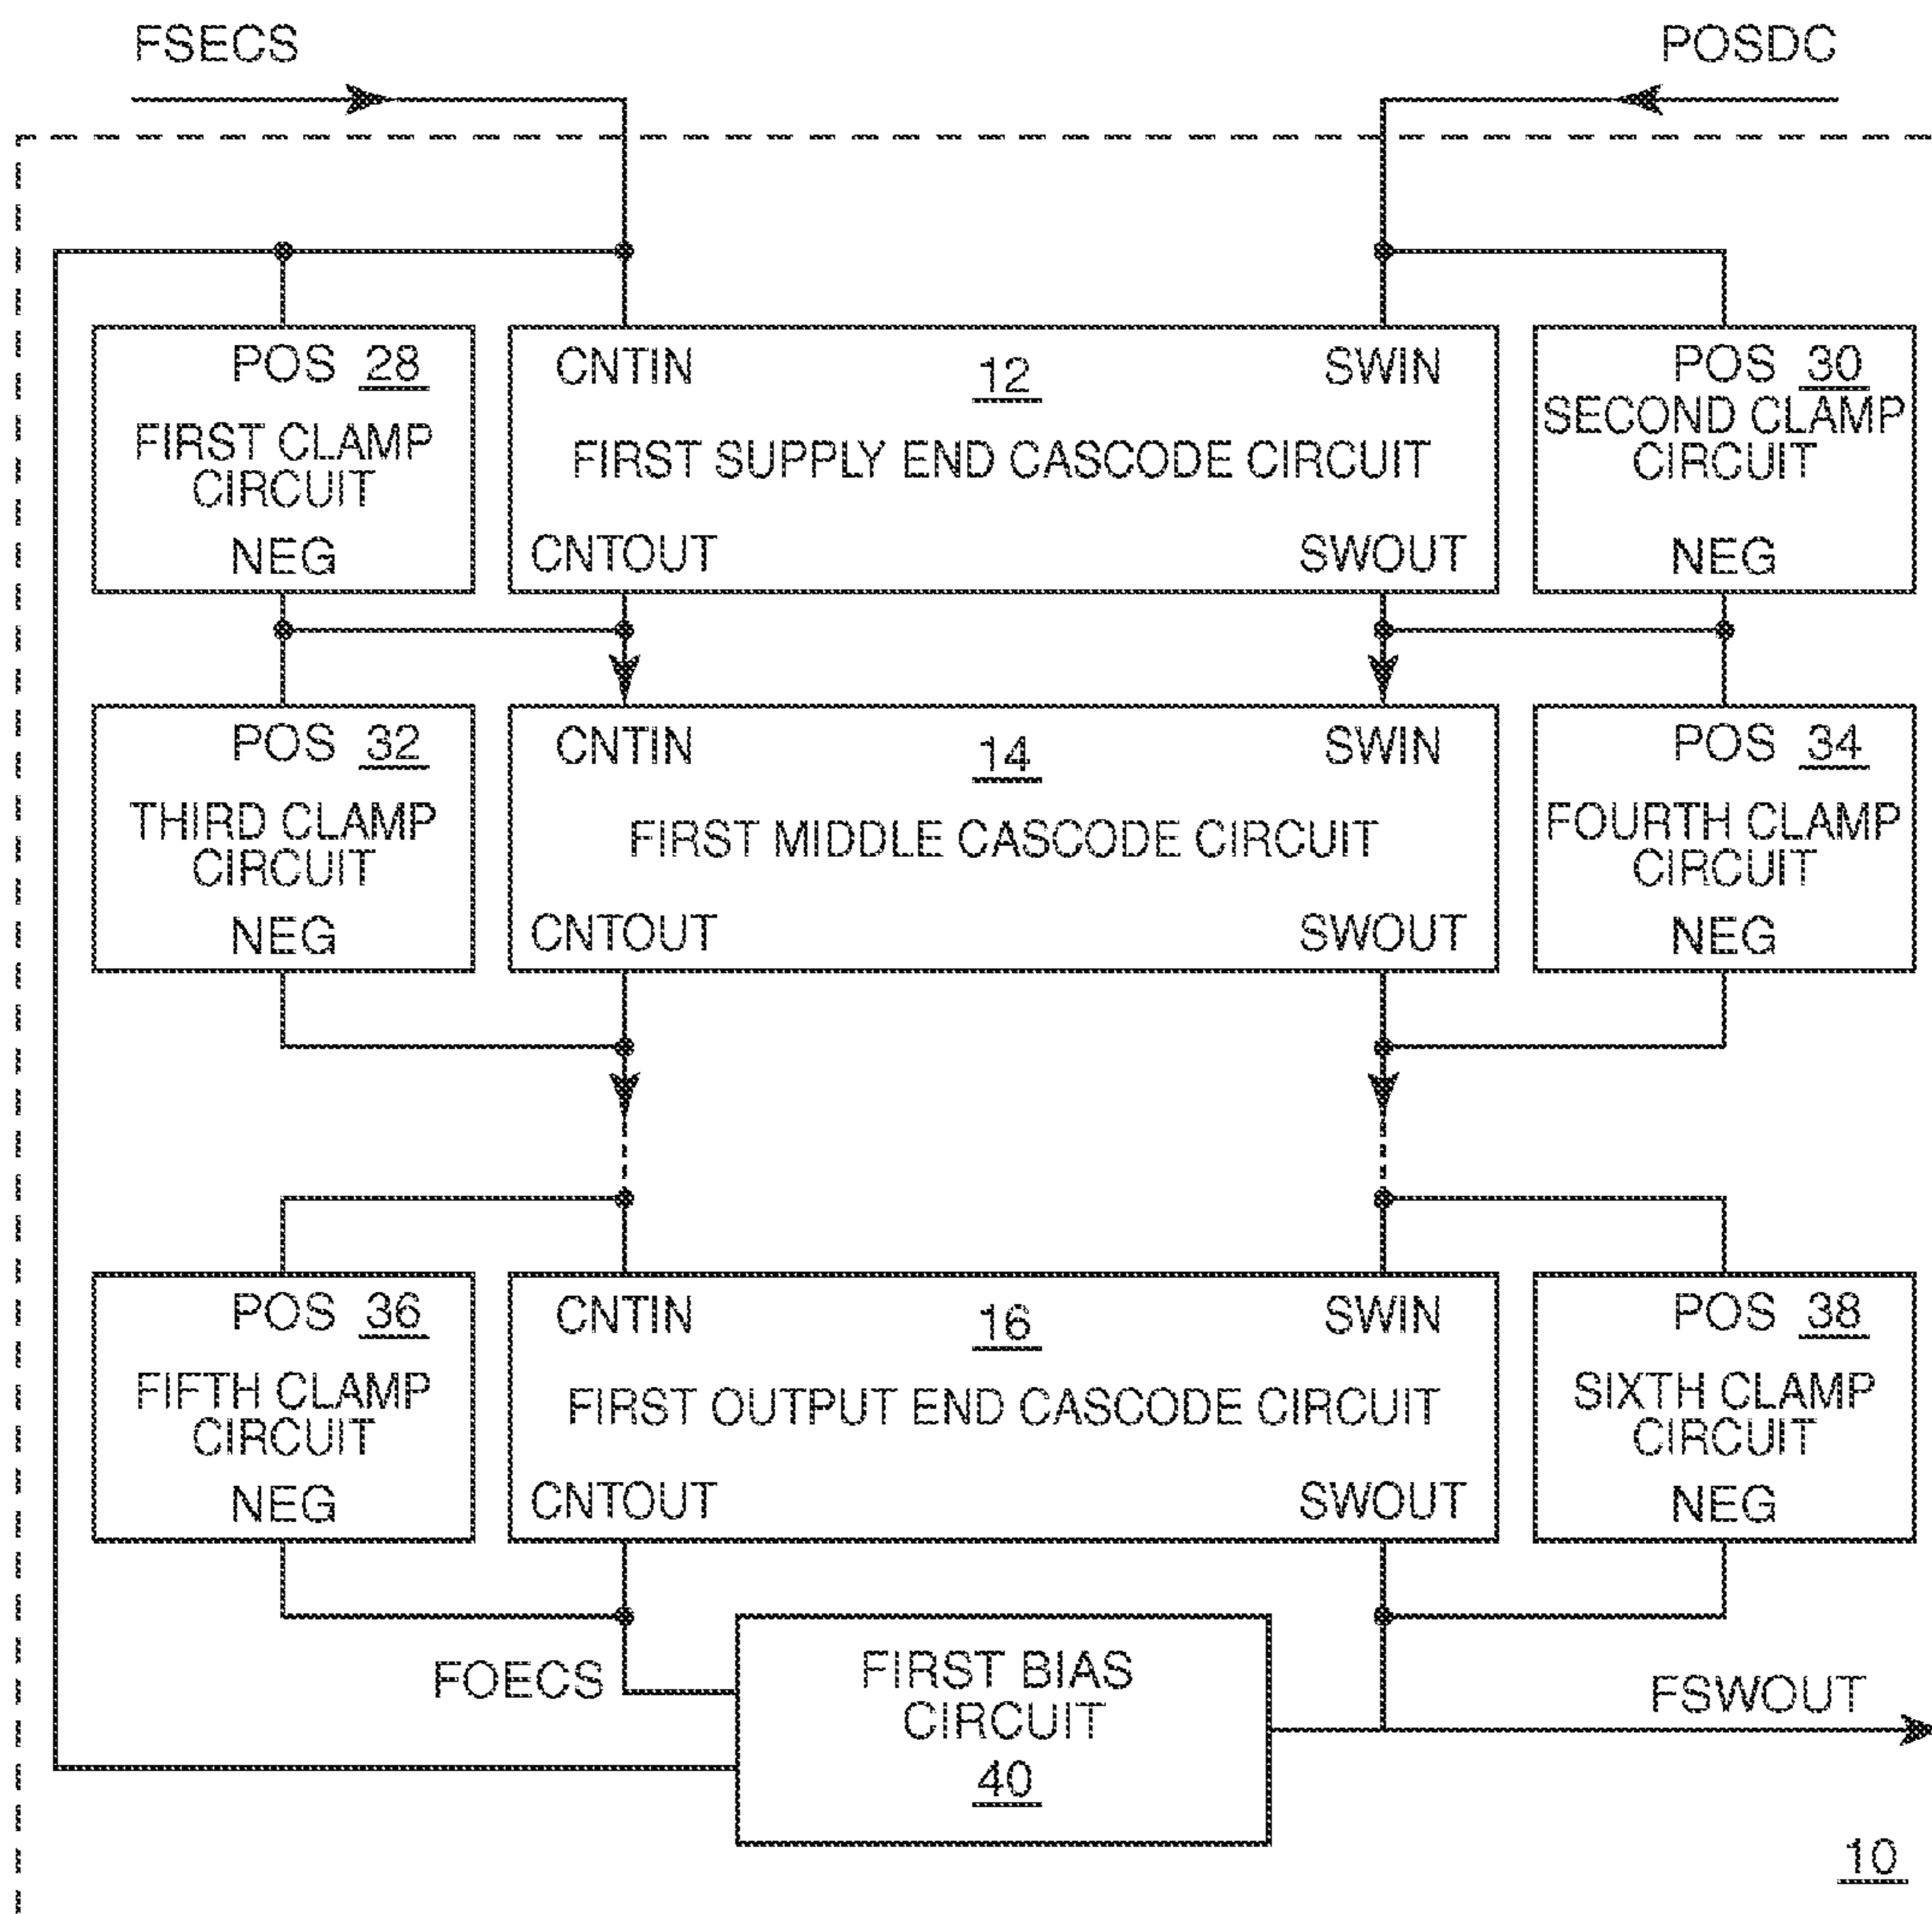 FSECS
POSDC
POS 28
FIRST CLAMP
CIRCUIT
NEG
CNTIN
12
SWIN
FIRST SUPPLY END CASCODE CIRCUIT
CNTOUT
SWOUT
POS 30
SECOND CLAMP
CIRCUIT
NEG
POS 32
THIRD CLAMP
CIRCUIT
NEG
CNTIN
14
SWIN
FIRST MIDDLE CASCODE CIRCUIT
CNTOUT
SWOUT
POS 34
FOURTH CLAMP
CIRCUIT
NEG
POS 36
FIFTH CLAMP
CIRCUIT
NEG
CNTIN
16
SWIN
FIRST OUTPUT END CASCODE CIRCUIT
CNTOUT
SWOUT
POS 38
SIXTH CLAMP
CIRCUIT
NEG
FOECS
FIRST BIAS
CIRCUIT
40
FSWOUT
10